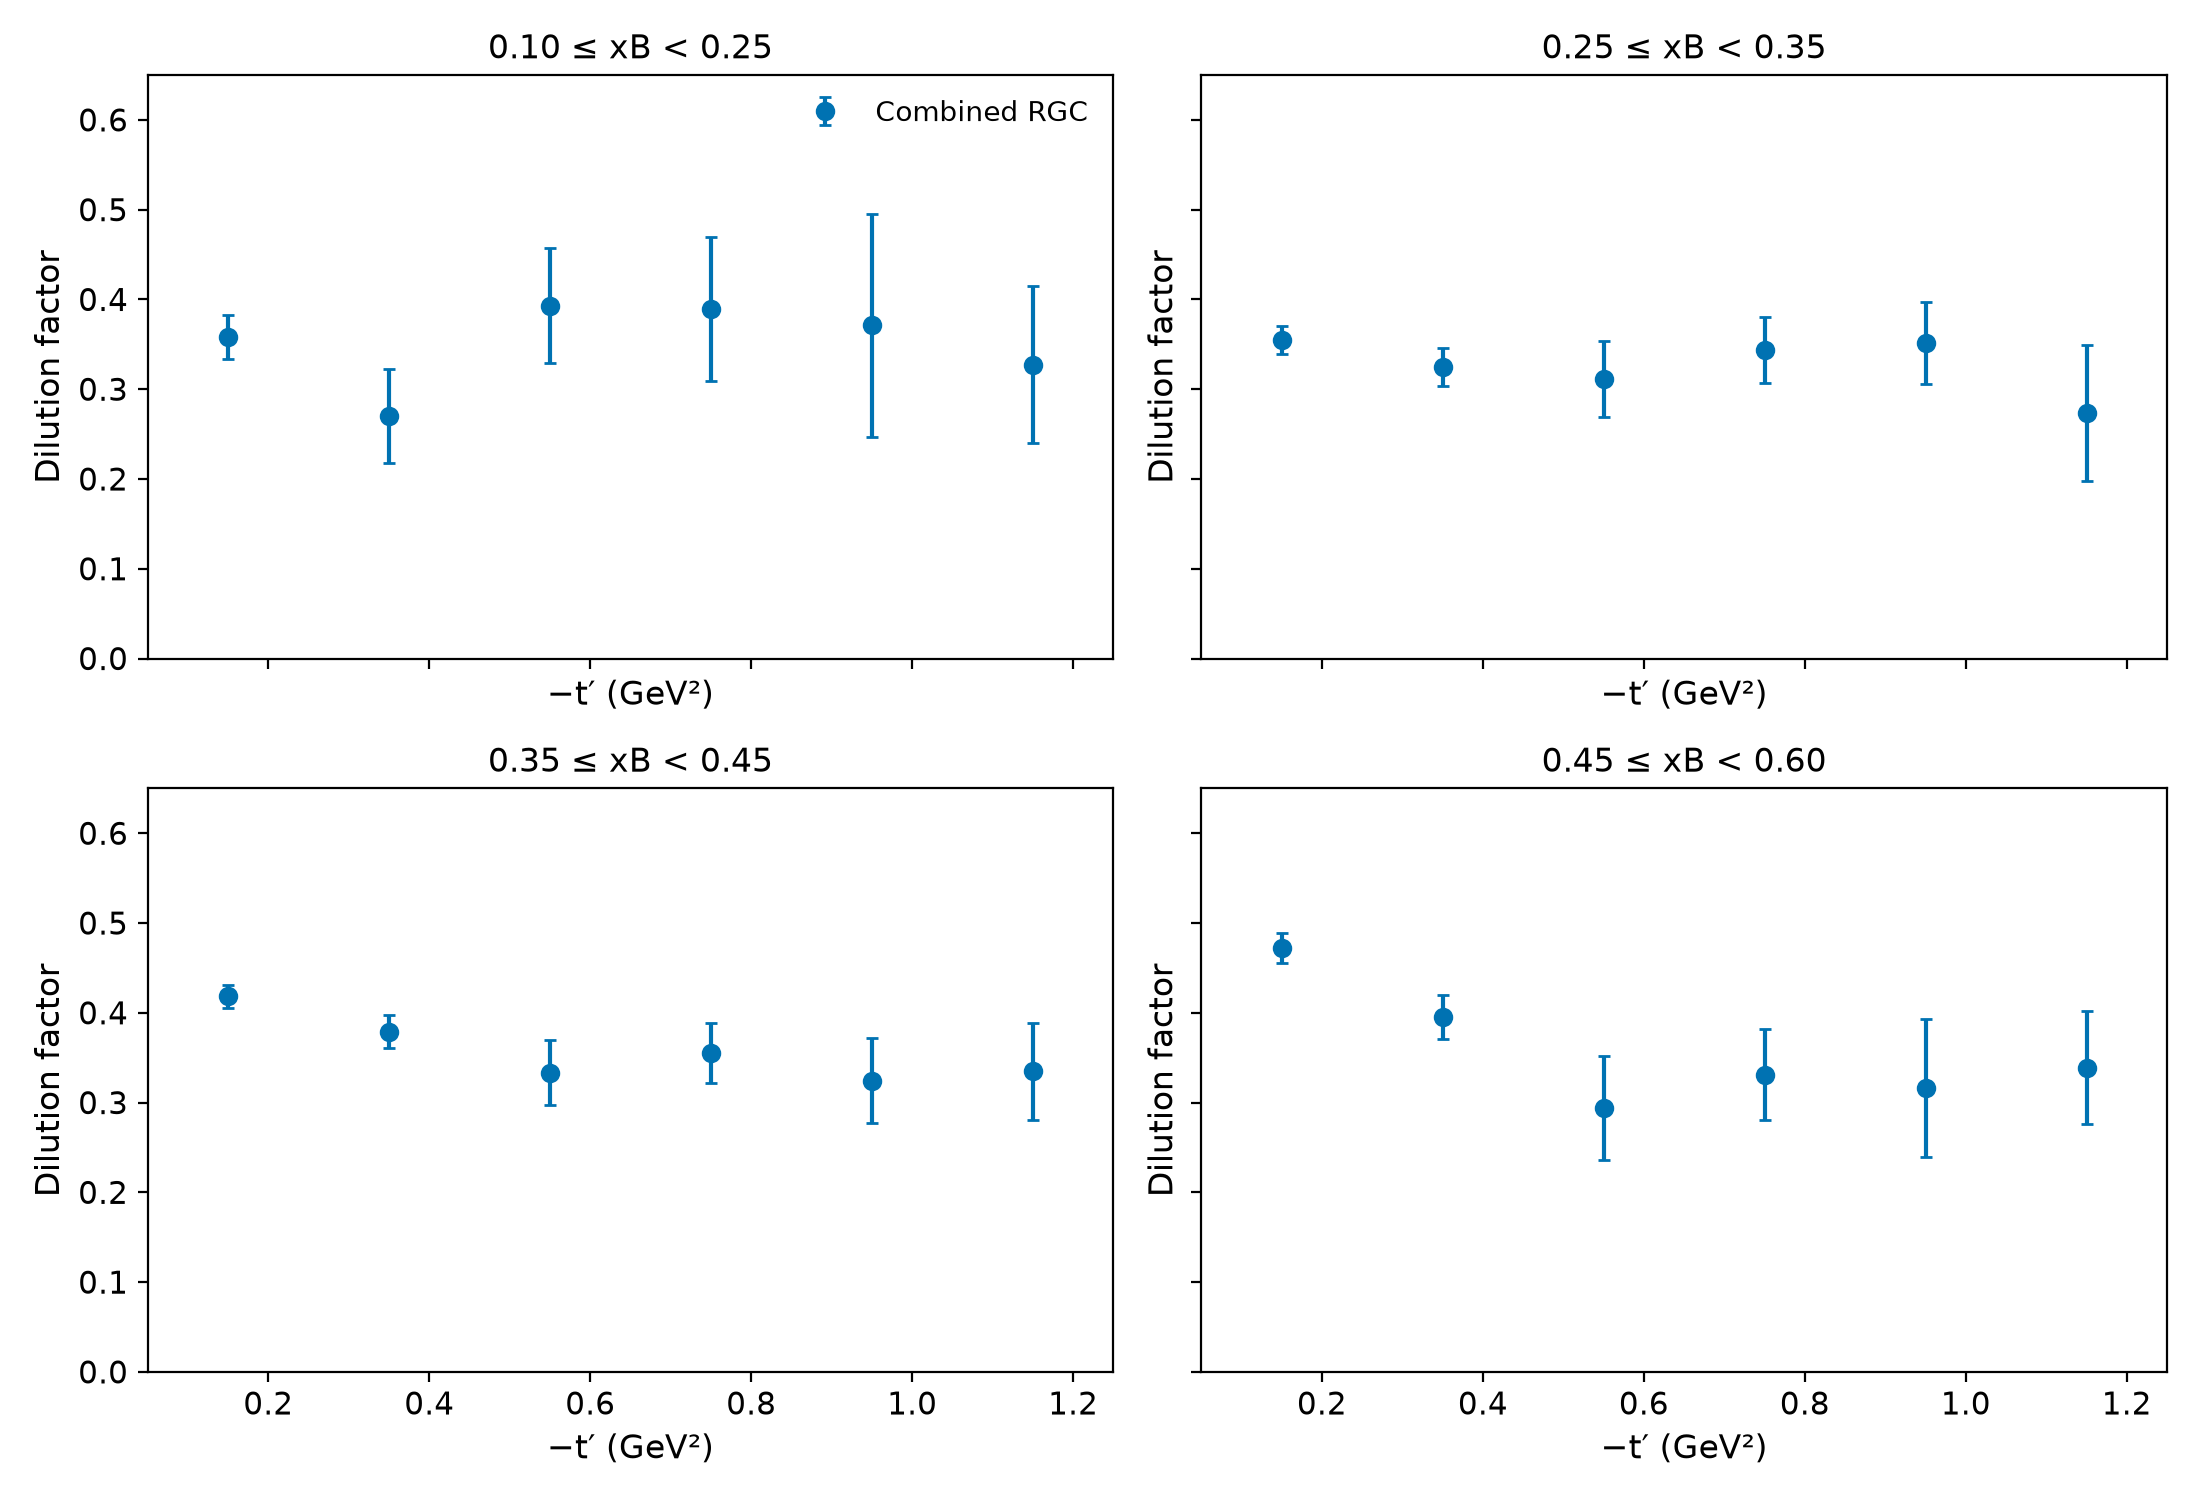 0.10 ≤ xB < 0.25
Dilution factor
0.6
0.5
0.4
0.3
0.2
0.1
0.0
Combined RGC
−t′ (GeV²)
0.25 ≤ xB < 0.35
Dilution factor
−t′ (GeV²)
0.35 ≤ xB < 0.45
Dilution factor
0.6
0.5
0.4
0.3
0.2
0.1
0.0
0.2 0.4 0.6 0.8 1.0 1.2
−t′ (GeV²)
0.45 ≤ xB < 0.60
Dilution factor
0.2 0.4 0.6 0.8 1.0 1.2
−t′ (GeV²)